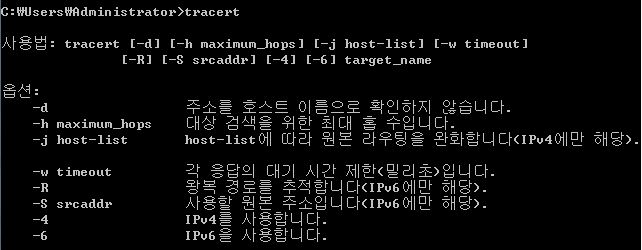 C:₩Users₩Administrator>tracert
사용법: tracert [-d] [-h maximum_hops] [-j host-list] [-w timeout]
[-R] [-S srcaddr] [-4] [-6] target_name
옵션:
-d 주소를 호스트 이름으로 확인하지 않습니다.
-h maximum_hops 대상 검색을 위한 최대 홉 수입니다.
-j host-list host-list에 따라 원본 라우팅을 완화합니다(IPv4에만 해당).
-w timeout 각 응답의 대기 시간 제한(밀리초)입니다.
-R 왕복 경로를 추적합니다(IPv6에만 해당).
-S srcaddr 사용할 원본 주소입니다(IPv6에만 해당).
-4 IPv4를 사용합니다.
-6 IPv6을 사용합니다.